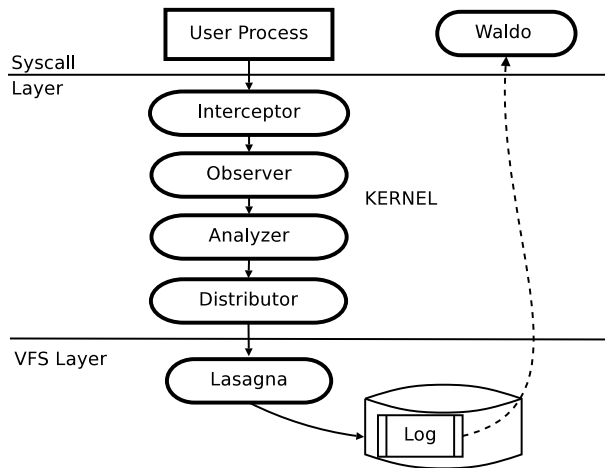 User Process
Waldo
Syscall
Layer
Interceptor
Observer
KERNEL
Analyzer
Distributor
VFS Layer
Lasagna
Log